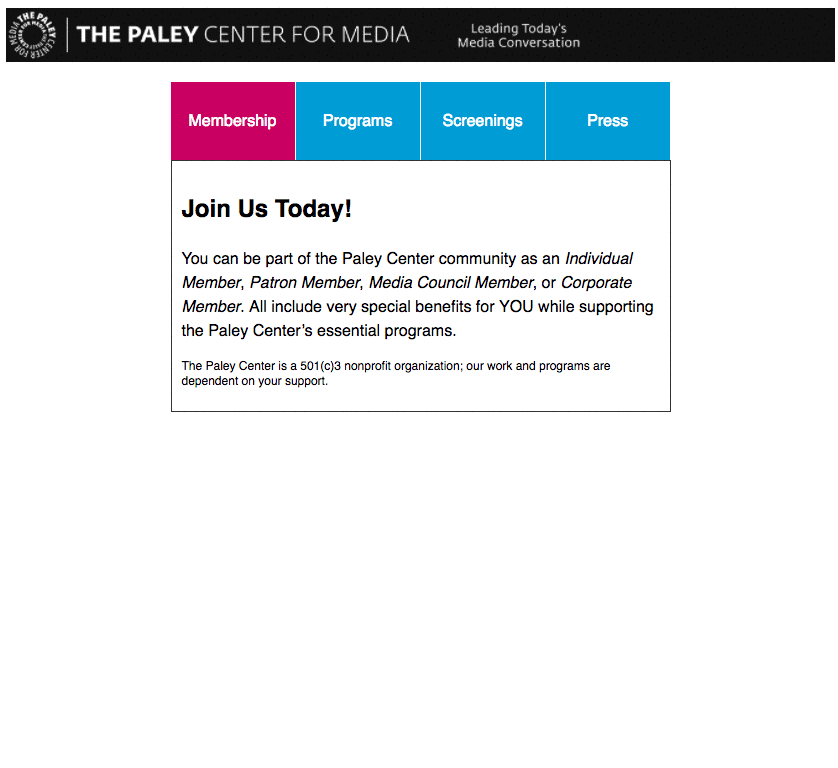 THE PALEY CENTER FOR MEDIA
THE PALEY CENTER FOR MEDIA
Leading Today's
Media Conversation
Membership
Programs
Screenings
Press
Join Us Today!
You can be part of the Paley Center community as an Individual
Member, Patron Member, Media Council Member, or Corporate
Member. All include very special benefits for YOU while supporting
the Paley Center’s essential programs.
The Paley Center is a 501(c)3 nonprofit organization; our work and programs are
dependent on your support.